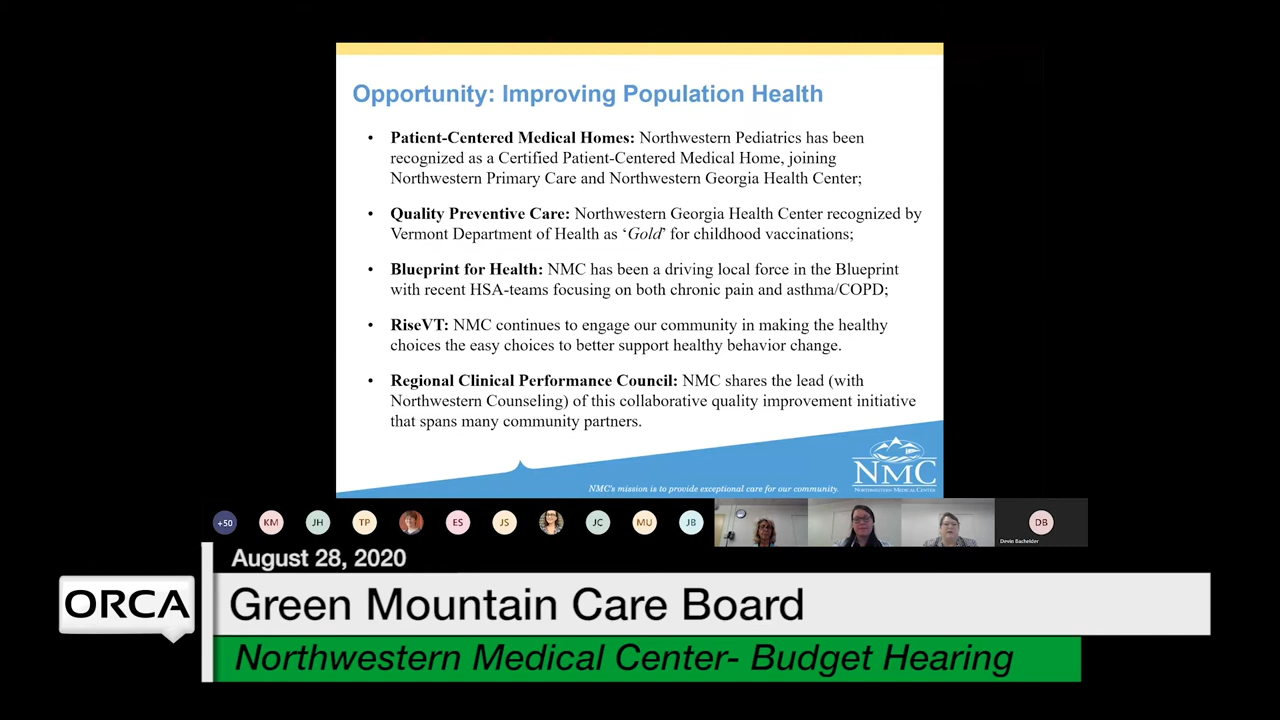 Opportunity: Improving Population Health
• Patient-Centered Medical Homes: Northwestern Pediatrics has been
recognized as a Certified Patient-Centered Medical Home, joining
Northwestern Primary Care and Northwestern Georgia Health Center;
• Quality Preventive Care: Northwestern Georgia Health Center recognized by
Vermont Department of Health as ‘Gold’ for childhood vaccinations;
• Blueprint for Health: NMC has been a driving local force in the Blueprint
with recent HSA-teams focusing on both chronic pain and asthma/COPD;
• RiseVT: NMC continues to engage our community in making the healthy
choices the easy choices to better support healthy behavior change.
• Regional Clinical Performance Council: NMC shares the lead (with
Northwestern Counseling) of this collaborative quality improvement initiative
that spans many community partners.
NMC
NORTHWESTERN MEDICAL CENTER
NMC's mission is to provide exceptional care for our community.
+50 KM JH TP ES JS JC MU JB DB
Devin Bachelder
August 28, 2020
ORCA
Green Mountain Care Board
Northwestern Medical Center- Budget Hearing